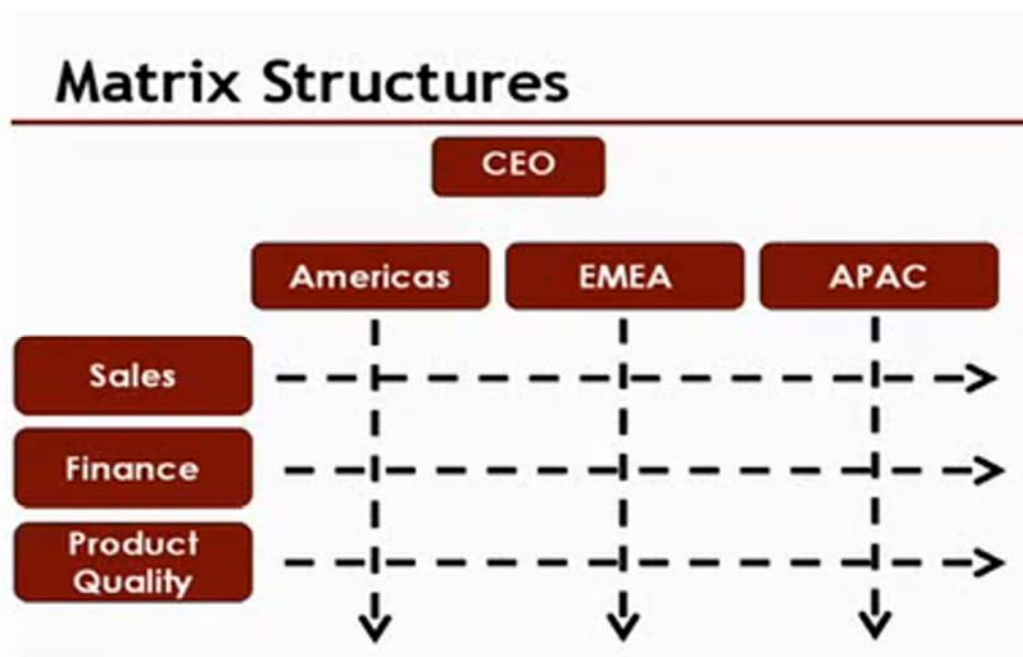 Matrix Structures
CEO
Americas
EMEA
APAC
Sales
Finance
Product
Quality